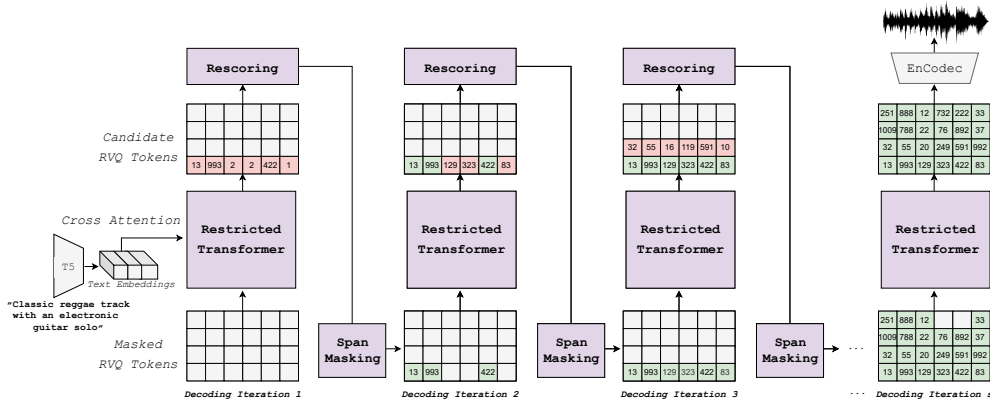 EnCodec
Rescoring Rescoring Rescoring
251 888 12 732 222 33
Candidate
1009 788 22 76 892 37
RVQ Tokens
32 55 16 119 591 10
32 55 20 249 591 992
13 993 2 2 422 1
13 993 129 323 422 83
13 993 129 323 422 83
13 993 129 323 422 83
Cross Attention
Restricted Transformer
Restricted Transformer
Restricted Transformer
Restricted Transformer
T5
Text Embeddings
"Classic reggae track
with an electronic
guitar solo"
Masked
RVQ Tokens
Span Masking
Span Masking
Span Masking
13 993 422
13 993 129 323 422 83
...
251 888 12 33
1009 788 22 76 892 37
32 55 20 249 591 992
13 993 129 323 422 83
Decoding Iteration 1
Decoding Iteration 2
Decoding Iteration 3
...
Decoding Iteration s